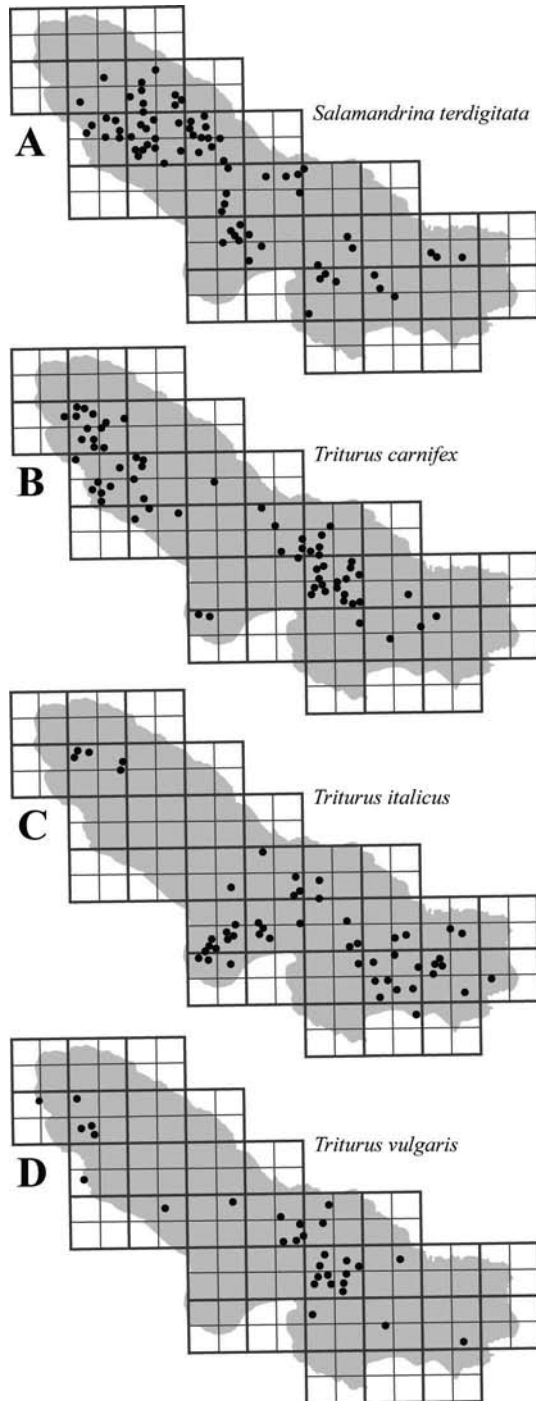 Salamandrina terdigitata
A
Triturus carnifex
B
Triturus italicus
C
Triturus vulgaris
D